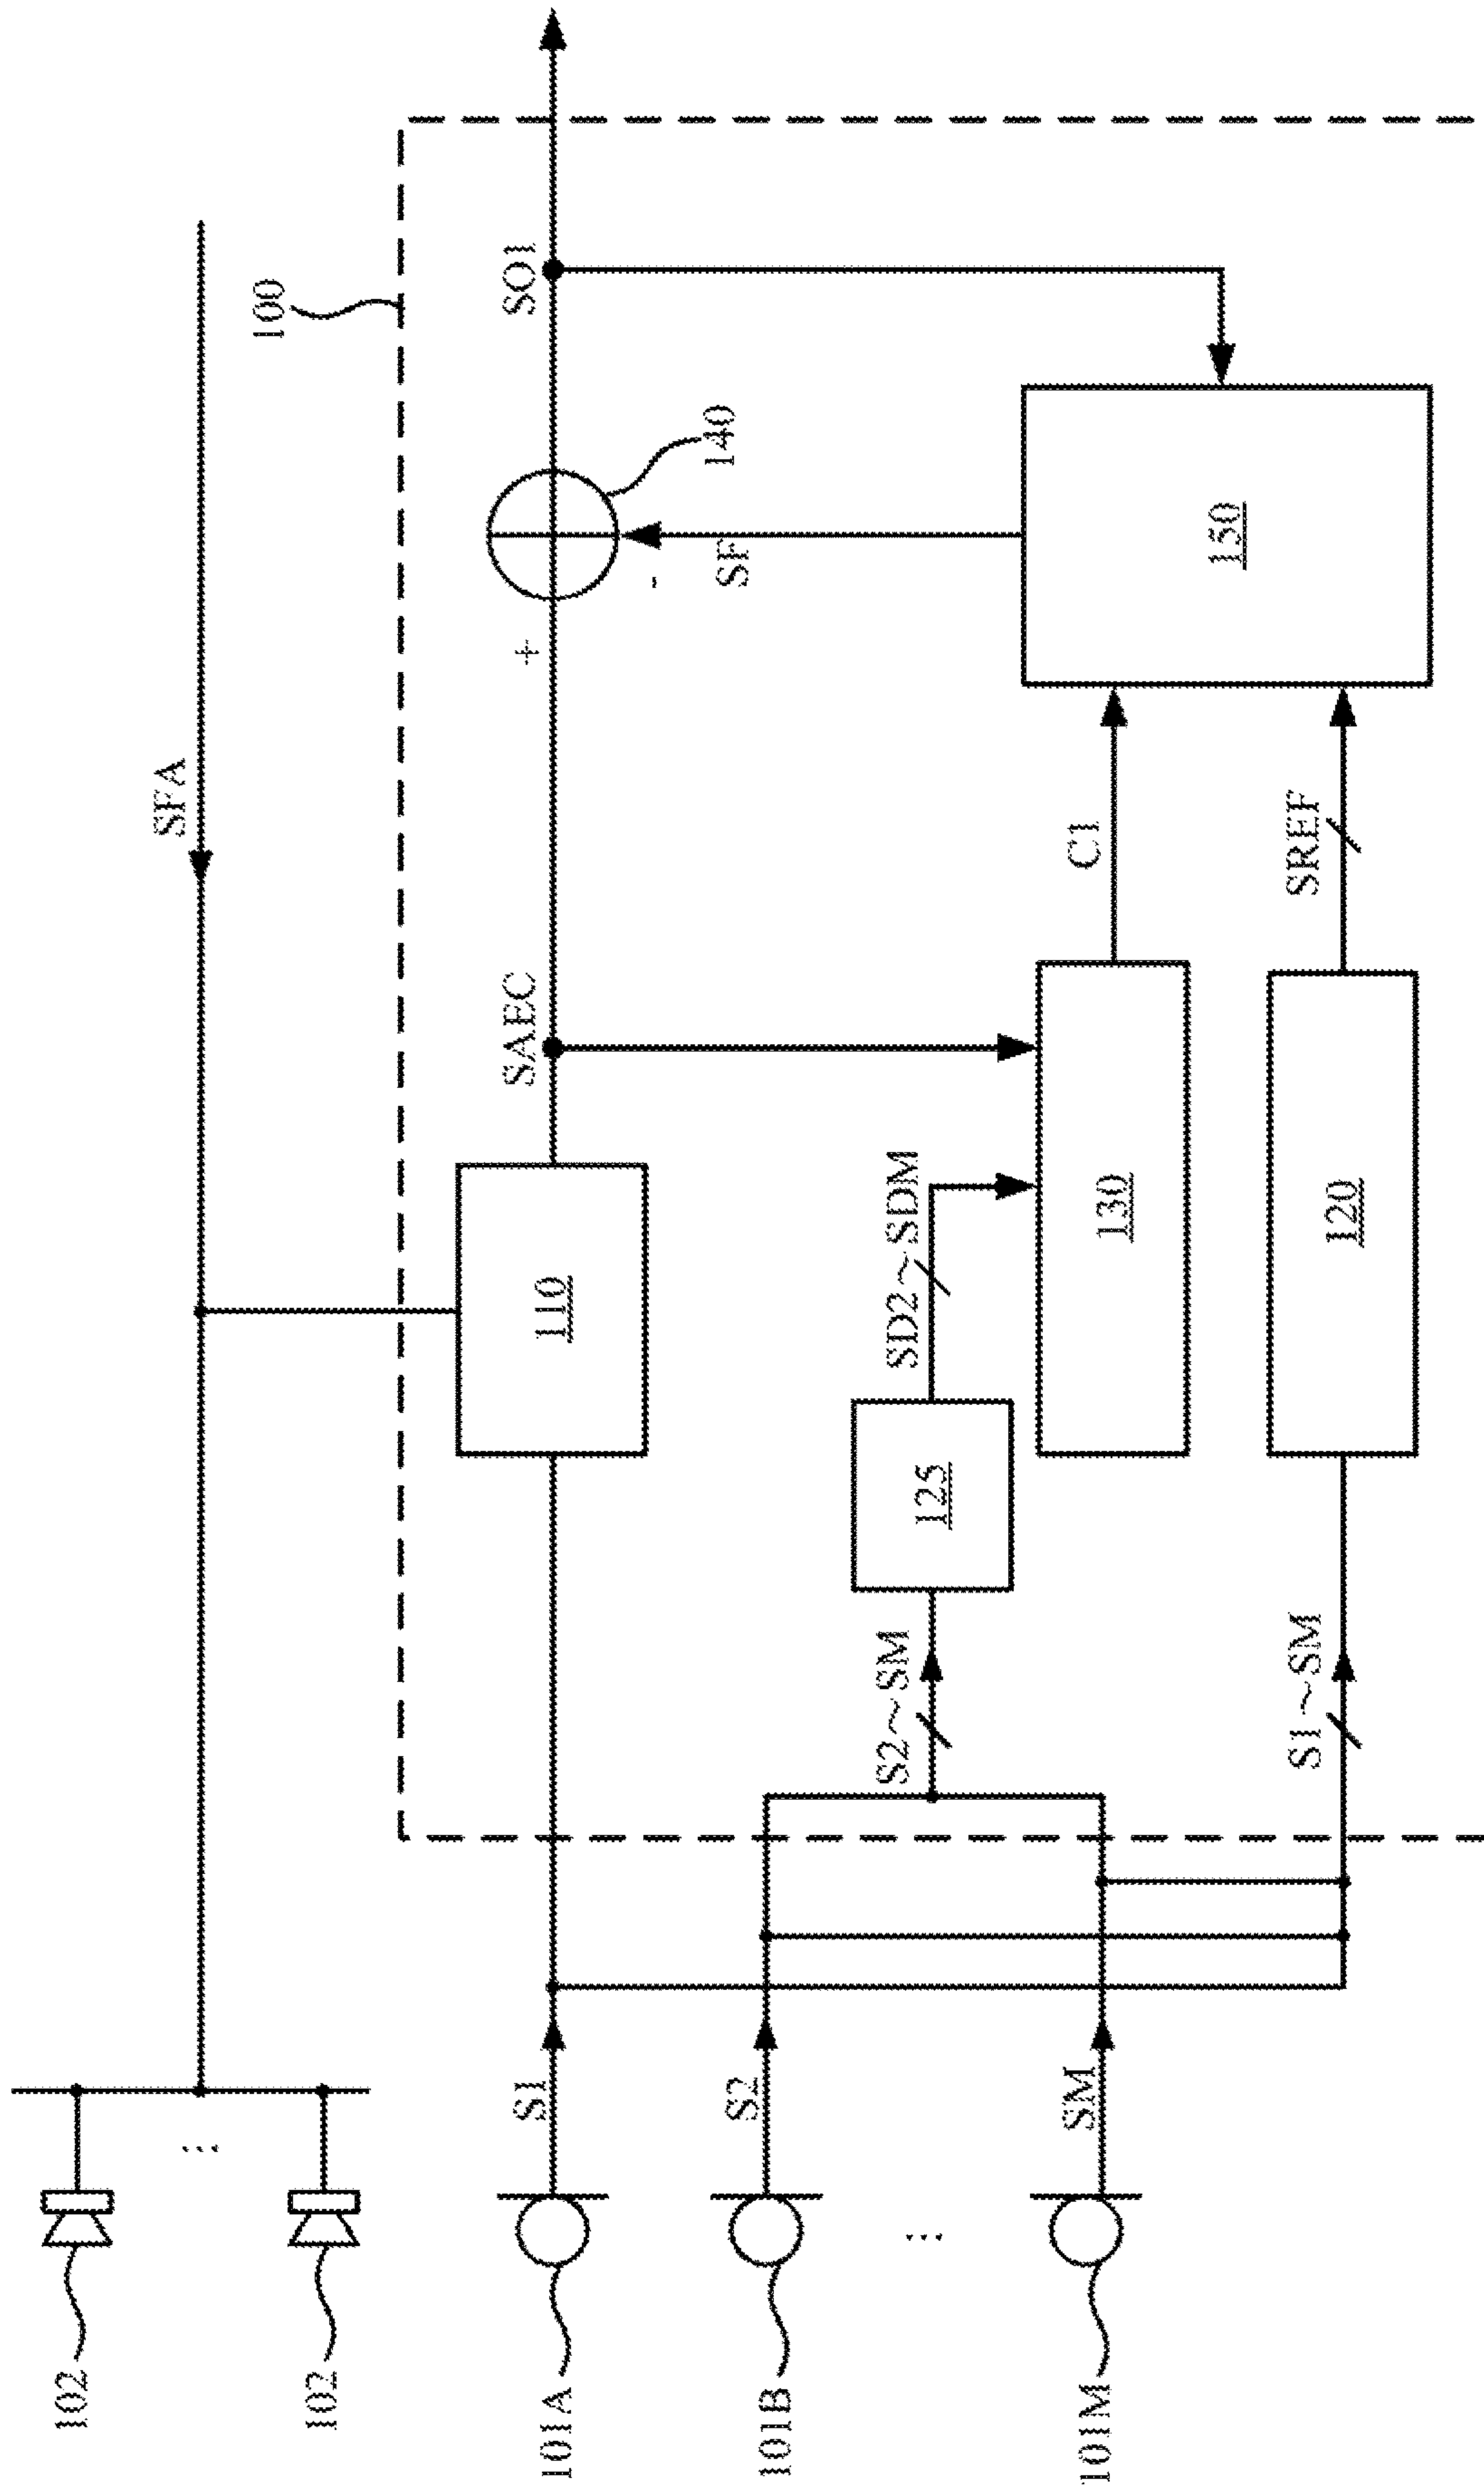 102
102
SFA
100
101A
S1
110
SAEC
+
140
SO1
-
SF
101B
S2
S2~SM
125
SD2~SDM
130
C1
150
101M
SM
S1~SM
120
SREF